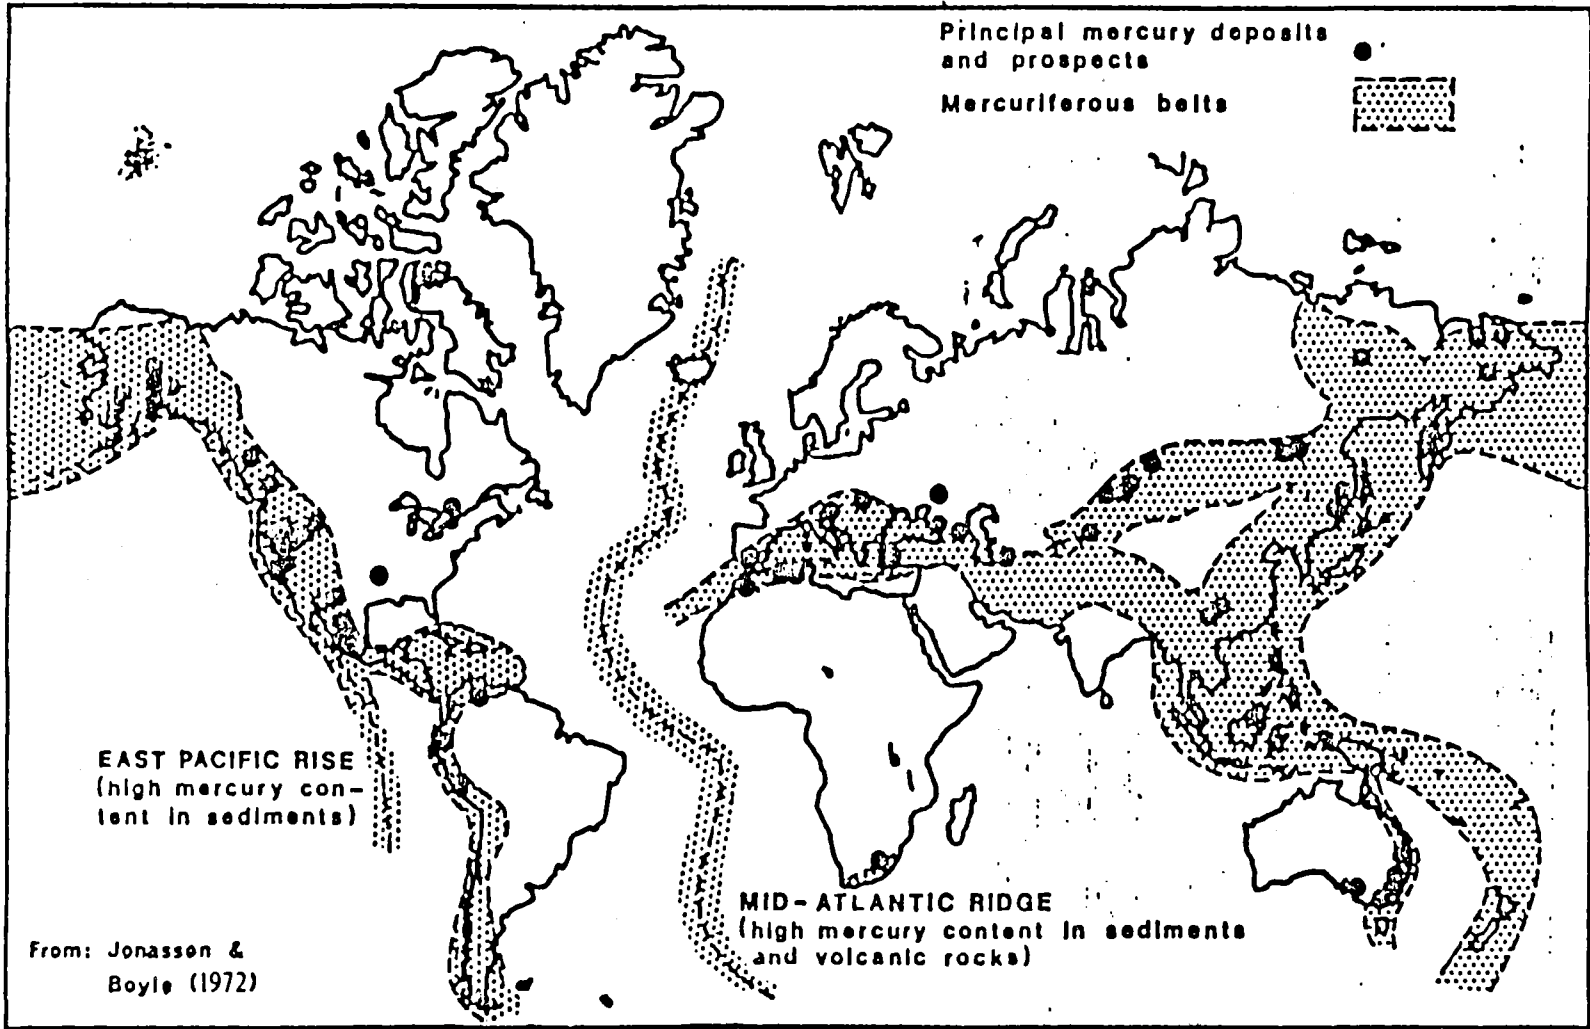 Principal mercury deposits
and prospects
Mercuriferous belts
EAST PACIFIC RISE
(high mercury con-
tent in sediments)
MID-ATLANTIC RIDGE
(high mercury content in sediments
and volcanic rocks)
From: Jonasson &
Boyle (1972)